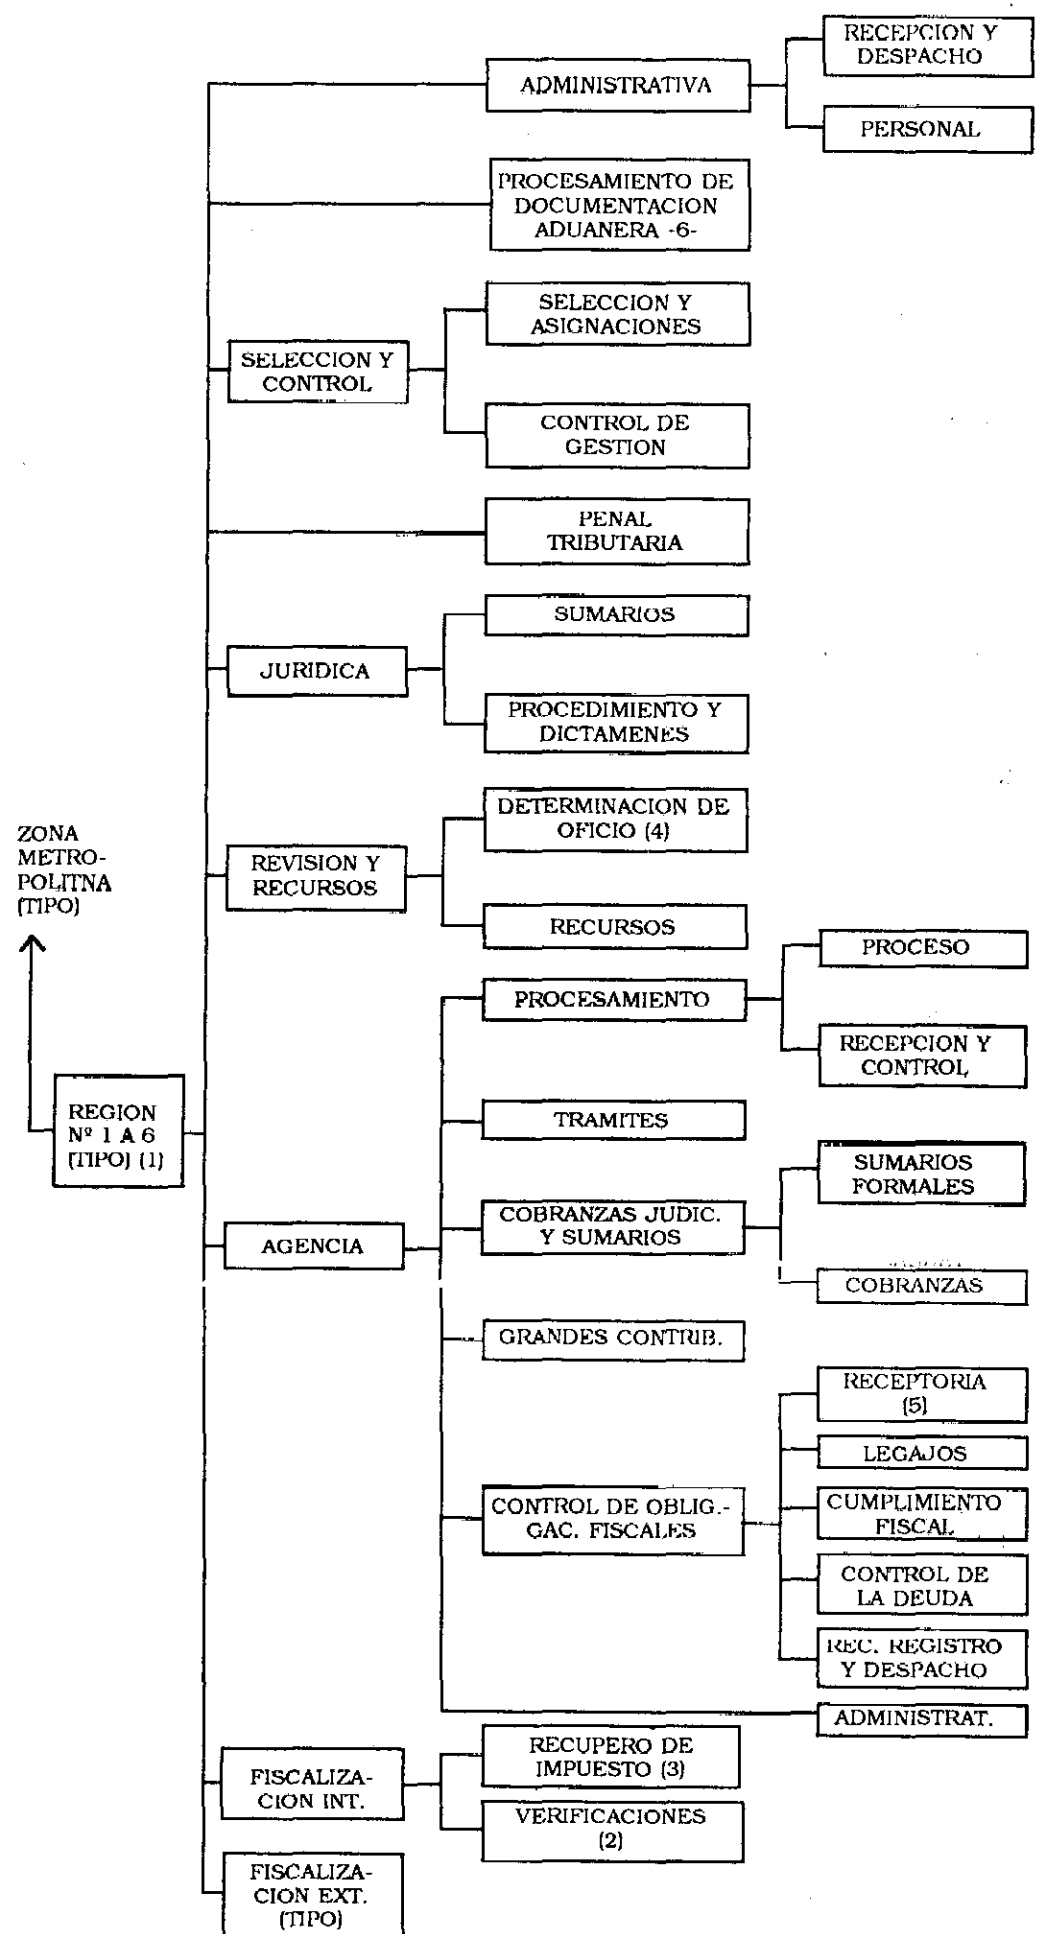 RECEPCION Y
DESPACHO
ADMINISTRATIVA
PERSONAL
PROCESAMIENTO DE
DOCUMENTACION
ADUANERA -6-
SELECCION Y
ASIGNACIONES
SELECCION Y
CONTROL
CONTROL DE
GESTION
PENAL
TRIBUTARIA
SUMARIOS
JURIDICA
PROCEDIMIENTO Y
DICTAMENES
DETERMINACION DE
OFICIO (4)
REVISION Y
RECURSOS
RECURSOS
ZONA
METRO-
POLITNA
(TIPO)
REGION
Nº 1 A 6
(TIPO) (1)
PROCESO
PROCESAMIENTO
RECEPCION Y
CONTROL
TRAMITES
SUMARIOS
FORMALES
COBRANZAS JUDIC.
Y SUMARIOS
AGENCIA
COBRANZAS
GRANDES CONTRIB.
RECEPTORIA
(5)
LEGAJOS
CONTROL DE OBLIG.-
GAC. FISCALES
CUMPLIMIENTO
FISCAL
CONTROL DE
LA DEUDA
REC. REGISTRO
Y DESPACHO
ADMINISTRAT.
RECUPERO DE
IMPUESTO (3)
FISCALIZA-
CION INT.
VERIFICACIONES
(2)
FISCALIZA-
CION EXT.
(TIPO)